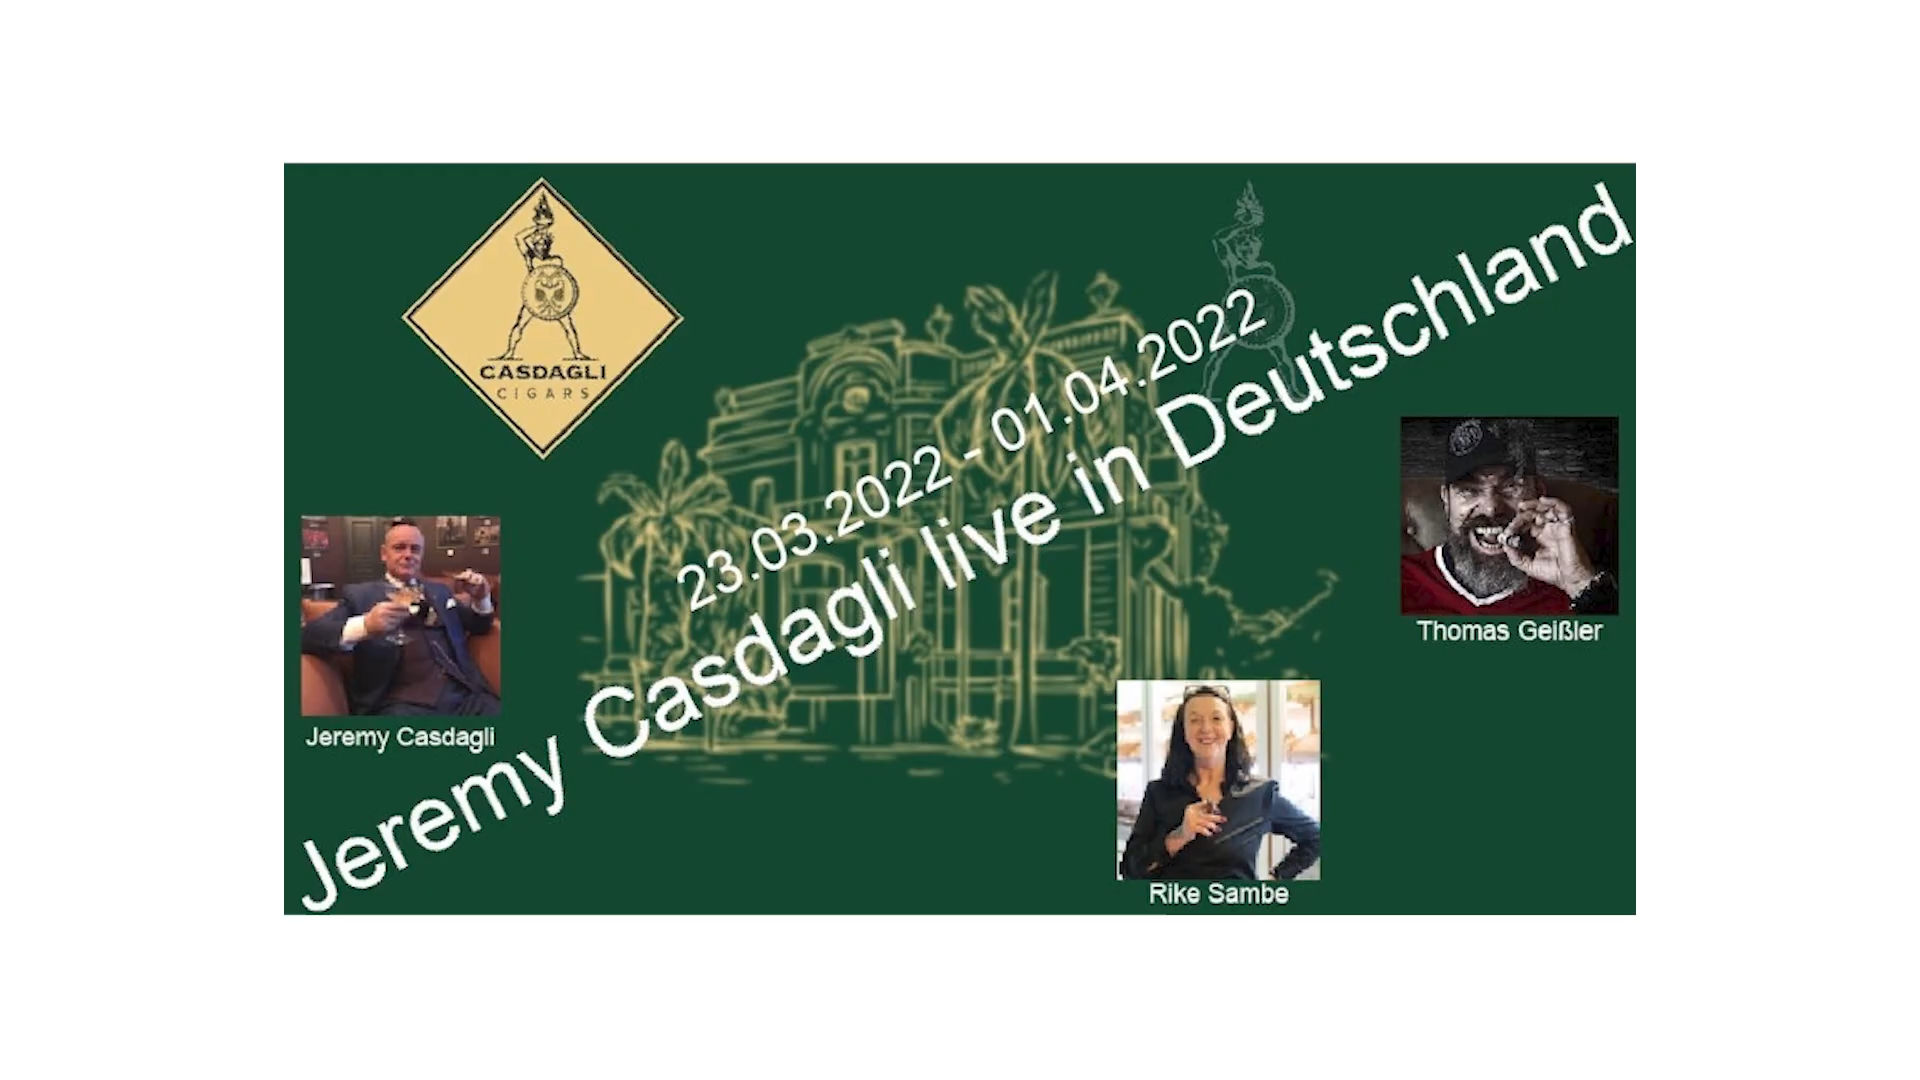 CASDAGLI
CIGARS
23.03.2022 - 01.04.2022
Jeremy Casdagli live in Deutschland
Jeremy Casdagli
Thomas Geißler
Rike Sambe